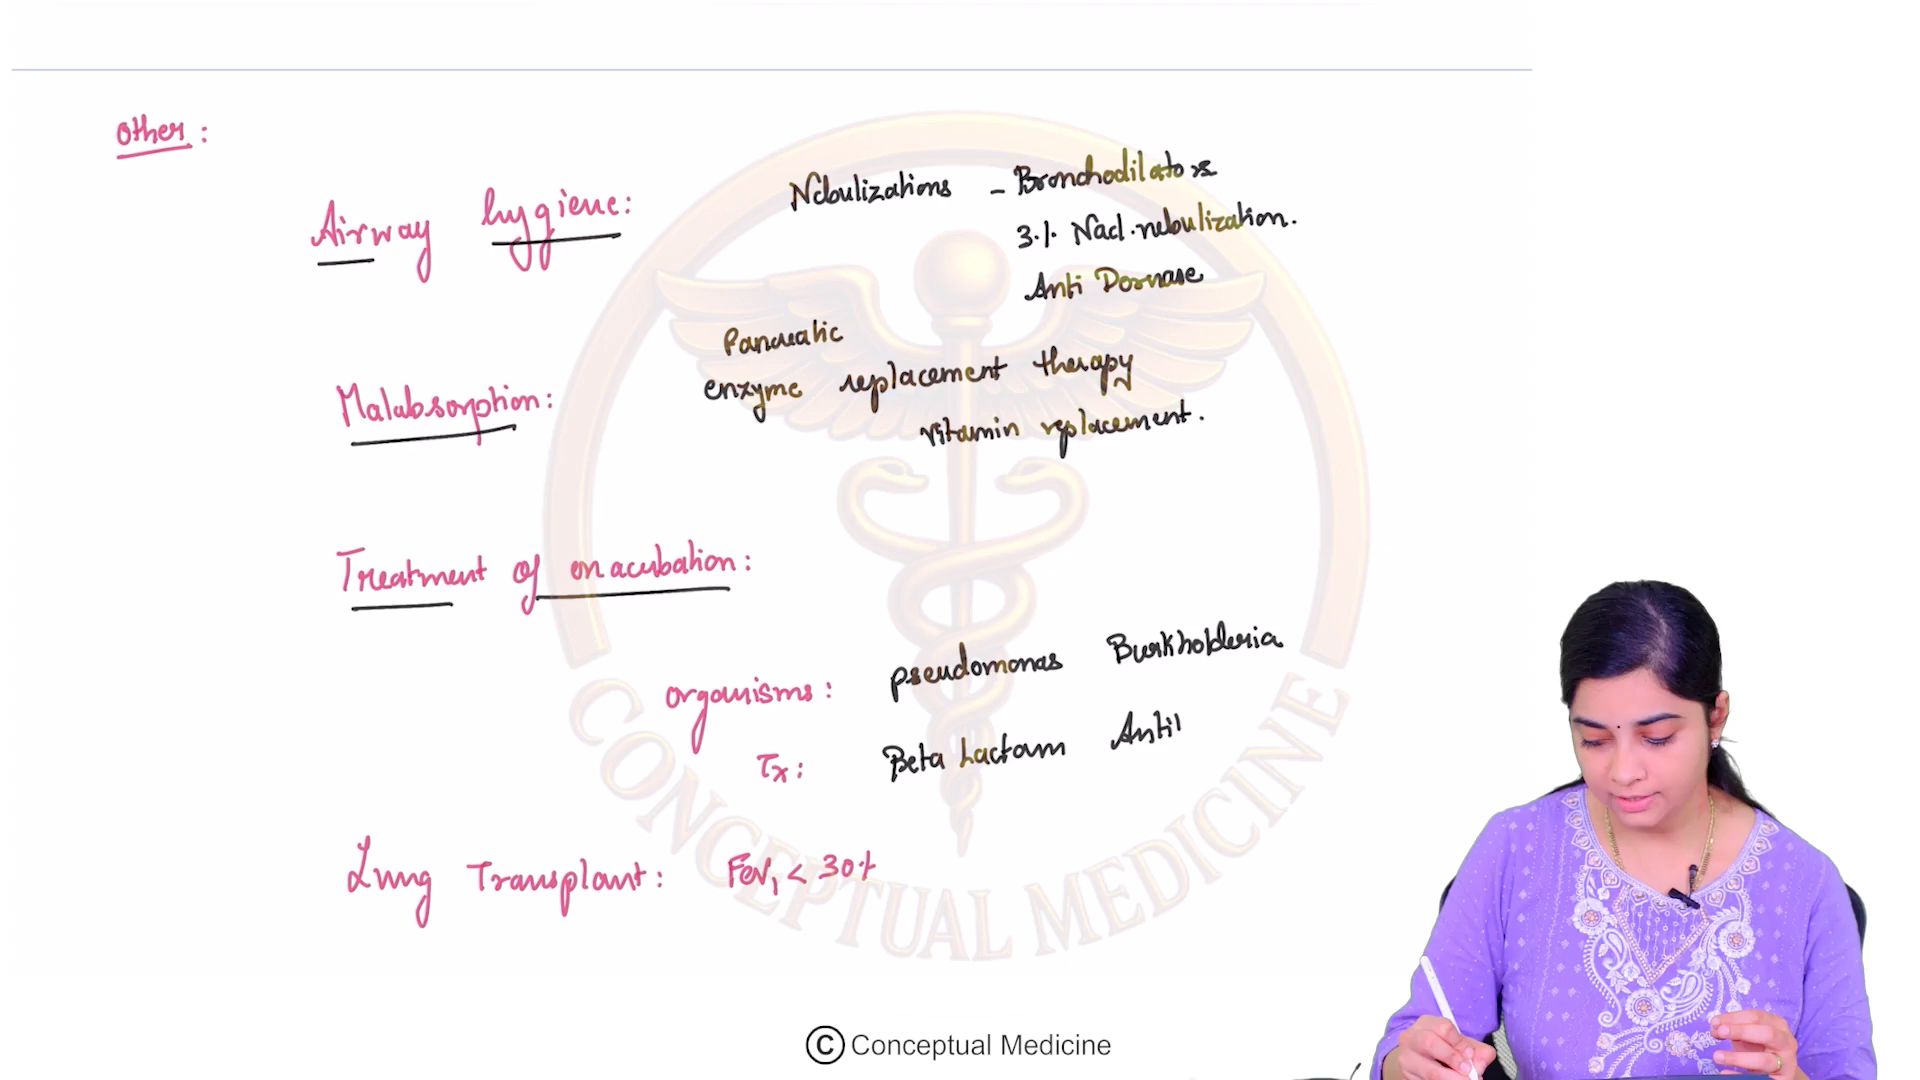 Other :
Airway hygiene: Nebulizations - Bronchodilators
3.1. Nacl. nebulization.
Anti Dornase
Malabsorption: Pancreatic
enzyme replacement therapy
vitamin replacement.
Treatment of
organisms: pseudomonas Burkholderia
Tx: Beta Lactam Anti
Lung Transplant: FEV1 < 30%
CONCEPTUAL MEDICINE
C Conceptual Medicine